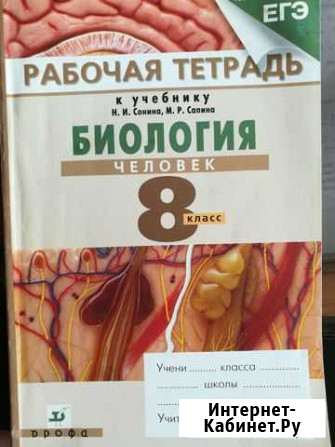 ЕГЭ
РАБОЧАЯ ТЕТРАДЬ
к учебнику
Н. И. Сонина, М. Р. Сапина
БИОЛОГИЯ
ЧЕЛОВЕК
8
класс
Учени .......... класса ..............
.................... школы ....................
Учит
дрофа
Интернет-
Кабинет.Ру